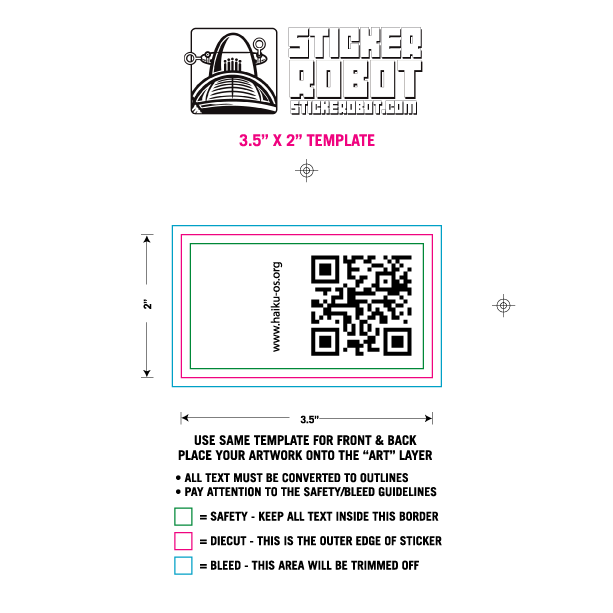 STICKER
ROBOT
STICKEROBOT.COM
3.5” X 2” TEMPLATE
www.haiku-os.org
2”
3.5”
USE SAME TEMPLATE FOR FRONT & BACK
PLACE YOUR ARTWORK ONTO THE “ART” LAYER
• ALL TEXT MUST BE CONVERTED TO OUTLINES
• PAY ATTENTION TO THE SAFETY/BLEED GUIDELINES
= SAFETY - KEEP ALL TEXT INSIDE THIS BORDER
= DIECUT - THIS IS THE OUTER EDGE OF STICKER
= BLEED - THIS AREA WILL BE TRIMMED OFF